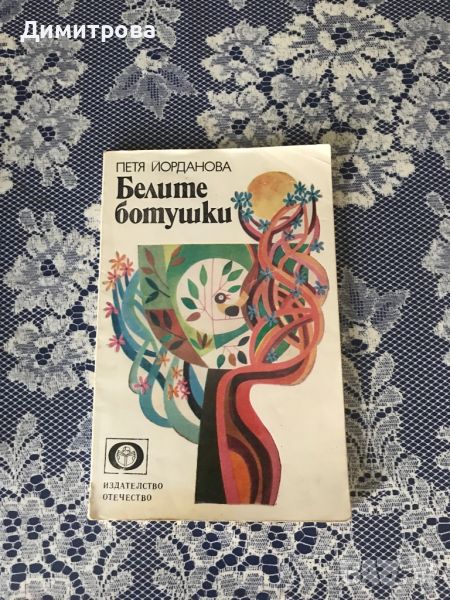 Димитрова
ПЕТЯ ЙОРДАНОВА
Белите
ботушки
ИЗДАТЕЛСТВО
ОТЕЧЕСТВО